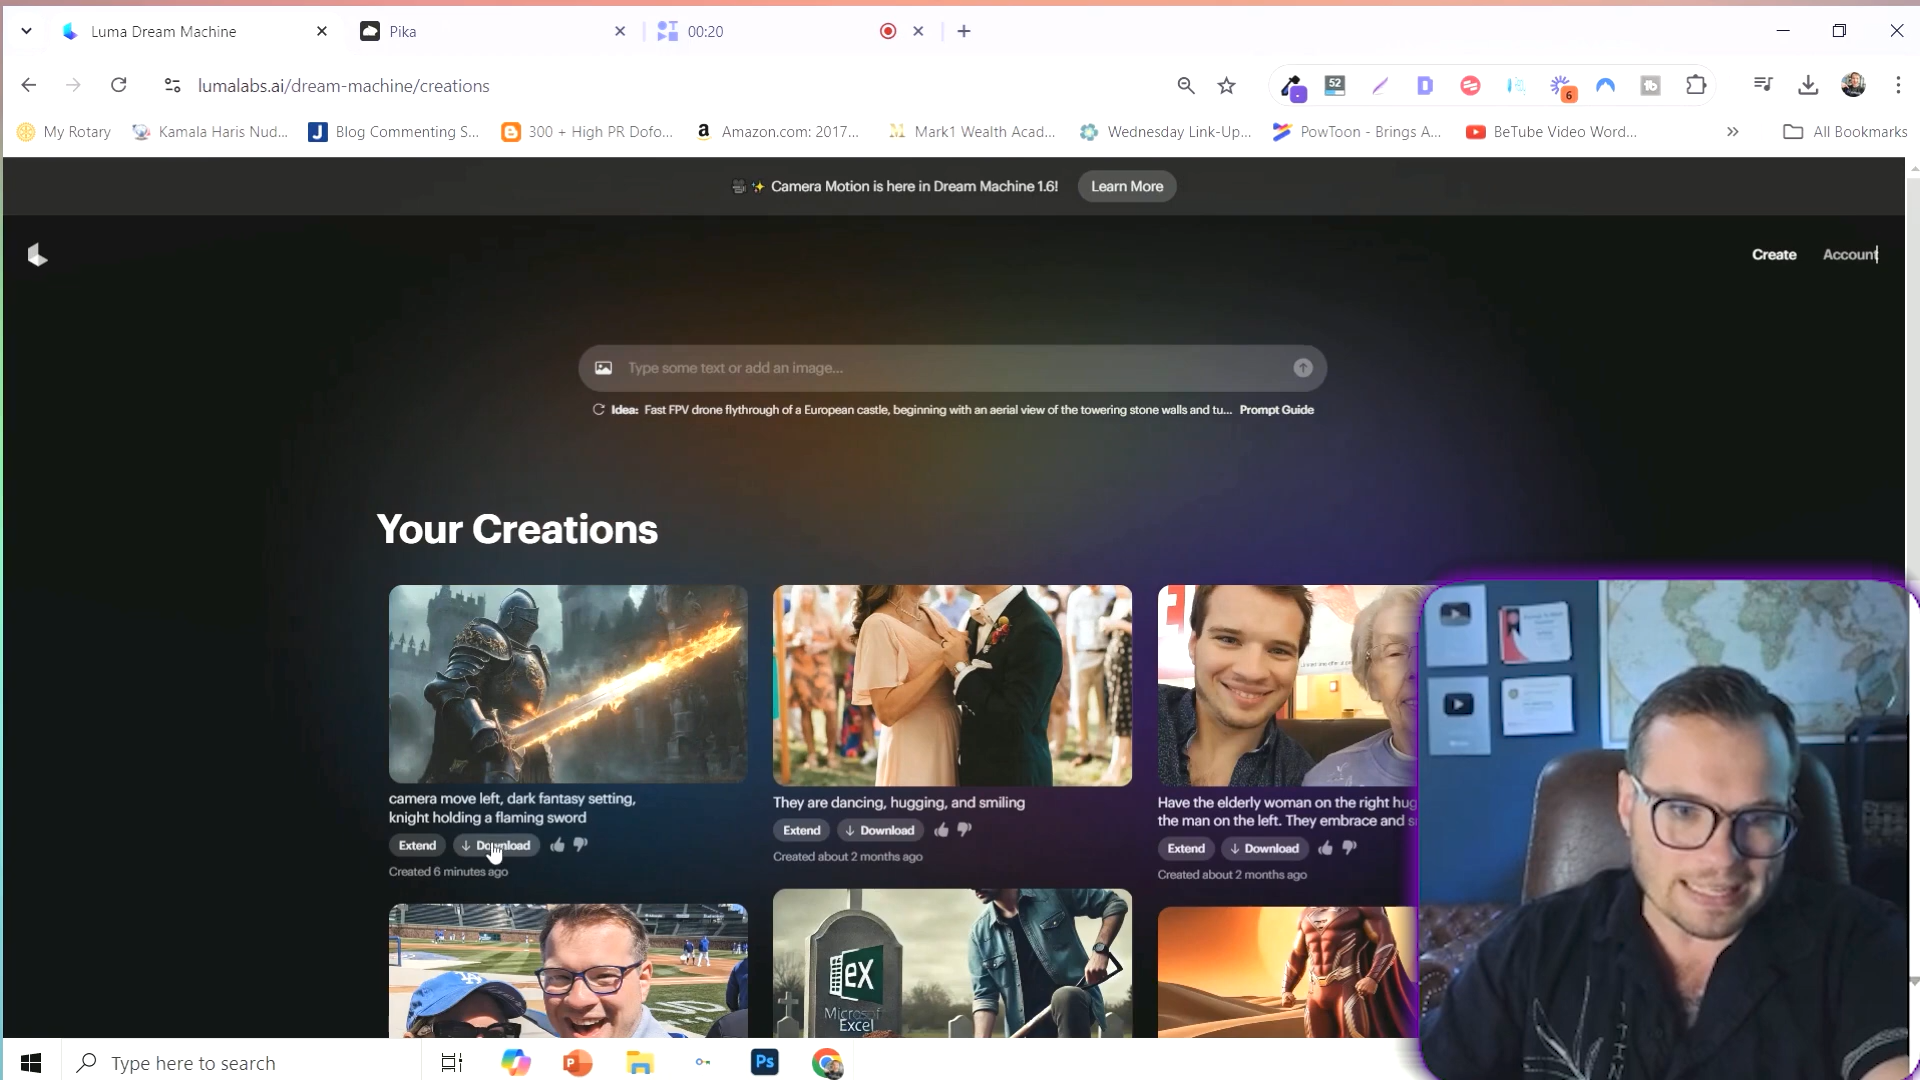 Luma Dream Machine
Pika
00:20
lumalabs.ai/dream-machine/creations
52
6
My Rotary
Kamala Haris Nud...
Blog Commenting S...
300 + High PR Dofo...
Amazon.com: 2017...
Mark1 Wealth Acad...
Wednesday Link-Up...
PowToon - Brings A...
BeTube Video Word...
All Bookmarks
Camera Motion is here in Dream Machine 1.6!
Learn More
Create
Account
Type some text or add an image...
Idea: Fast FPV drone flythrough of a European castle, beginning with an aerial view of the towering stone walls and tu...
Prompt Guide
Your Creations
camera move left, dark fantasy setting,
knight holding a flaming sword
Extend
Download
Created 6 minutes ago
They are dancing, hugging, and smiling
Extend
Download
Created about 2 months ago
Have the elderly woman on the right hug
the man on the left. They embrace and s
Extend
Download
Created about 2 months ago
EX
Microsoft
Excel
Type here to search
Ps